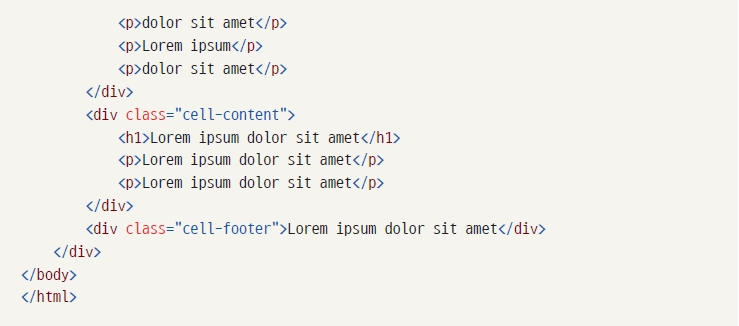 <p>dolor sit amet</p>
<p>Lorem ipsum</p>
<p>dolor sit amet</p>
</div>
<div class="cell-content">
<h1>Lorem ipsum dolor sit amet</h1>
<p>Lorem ipsum dolor sit amet</p>
<p>Lorem ipsum dolor sit amet</p>
</div>
<div class="cell-footer">Lorem ipsum dolor sit amet</div>
</div>
</body>
</html>